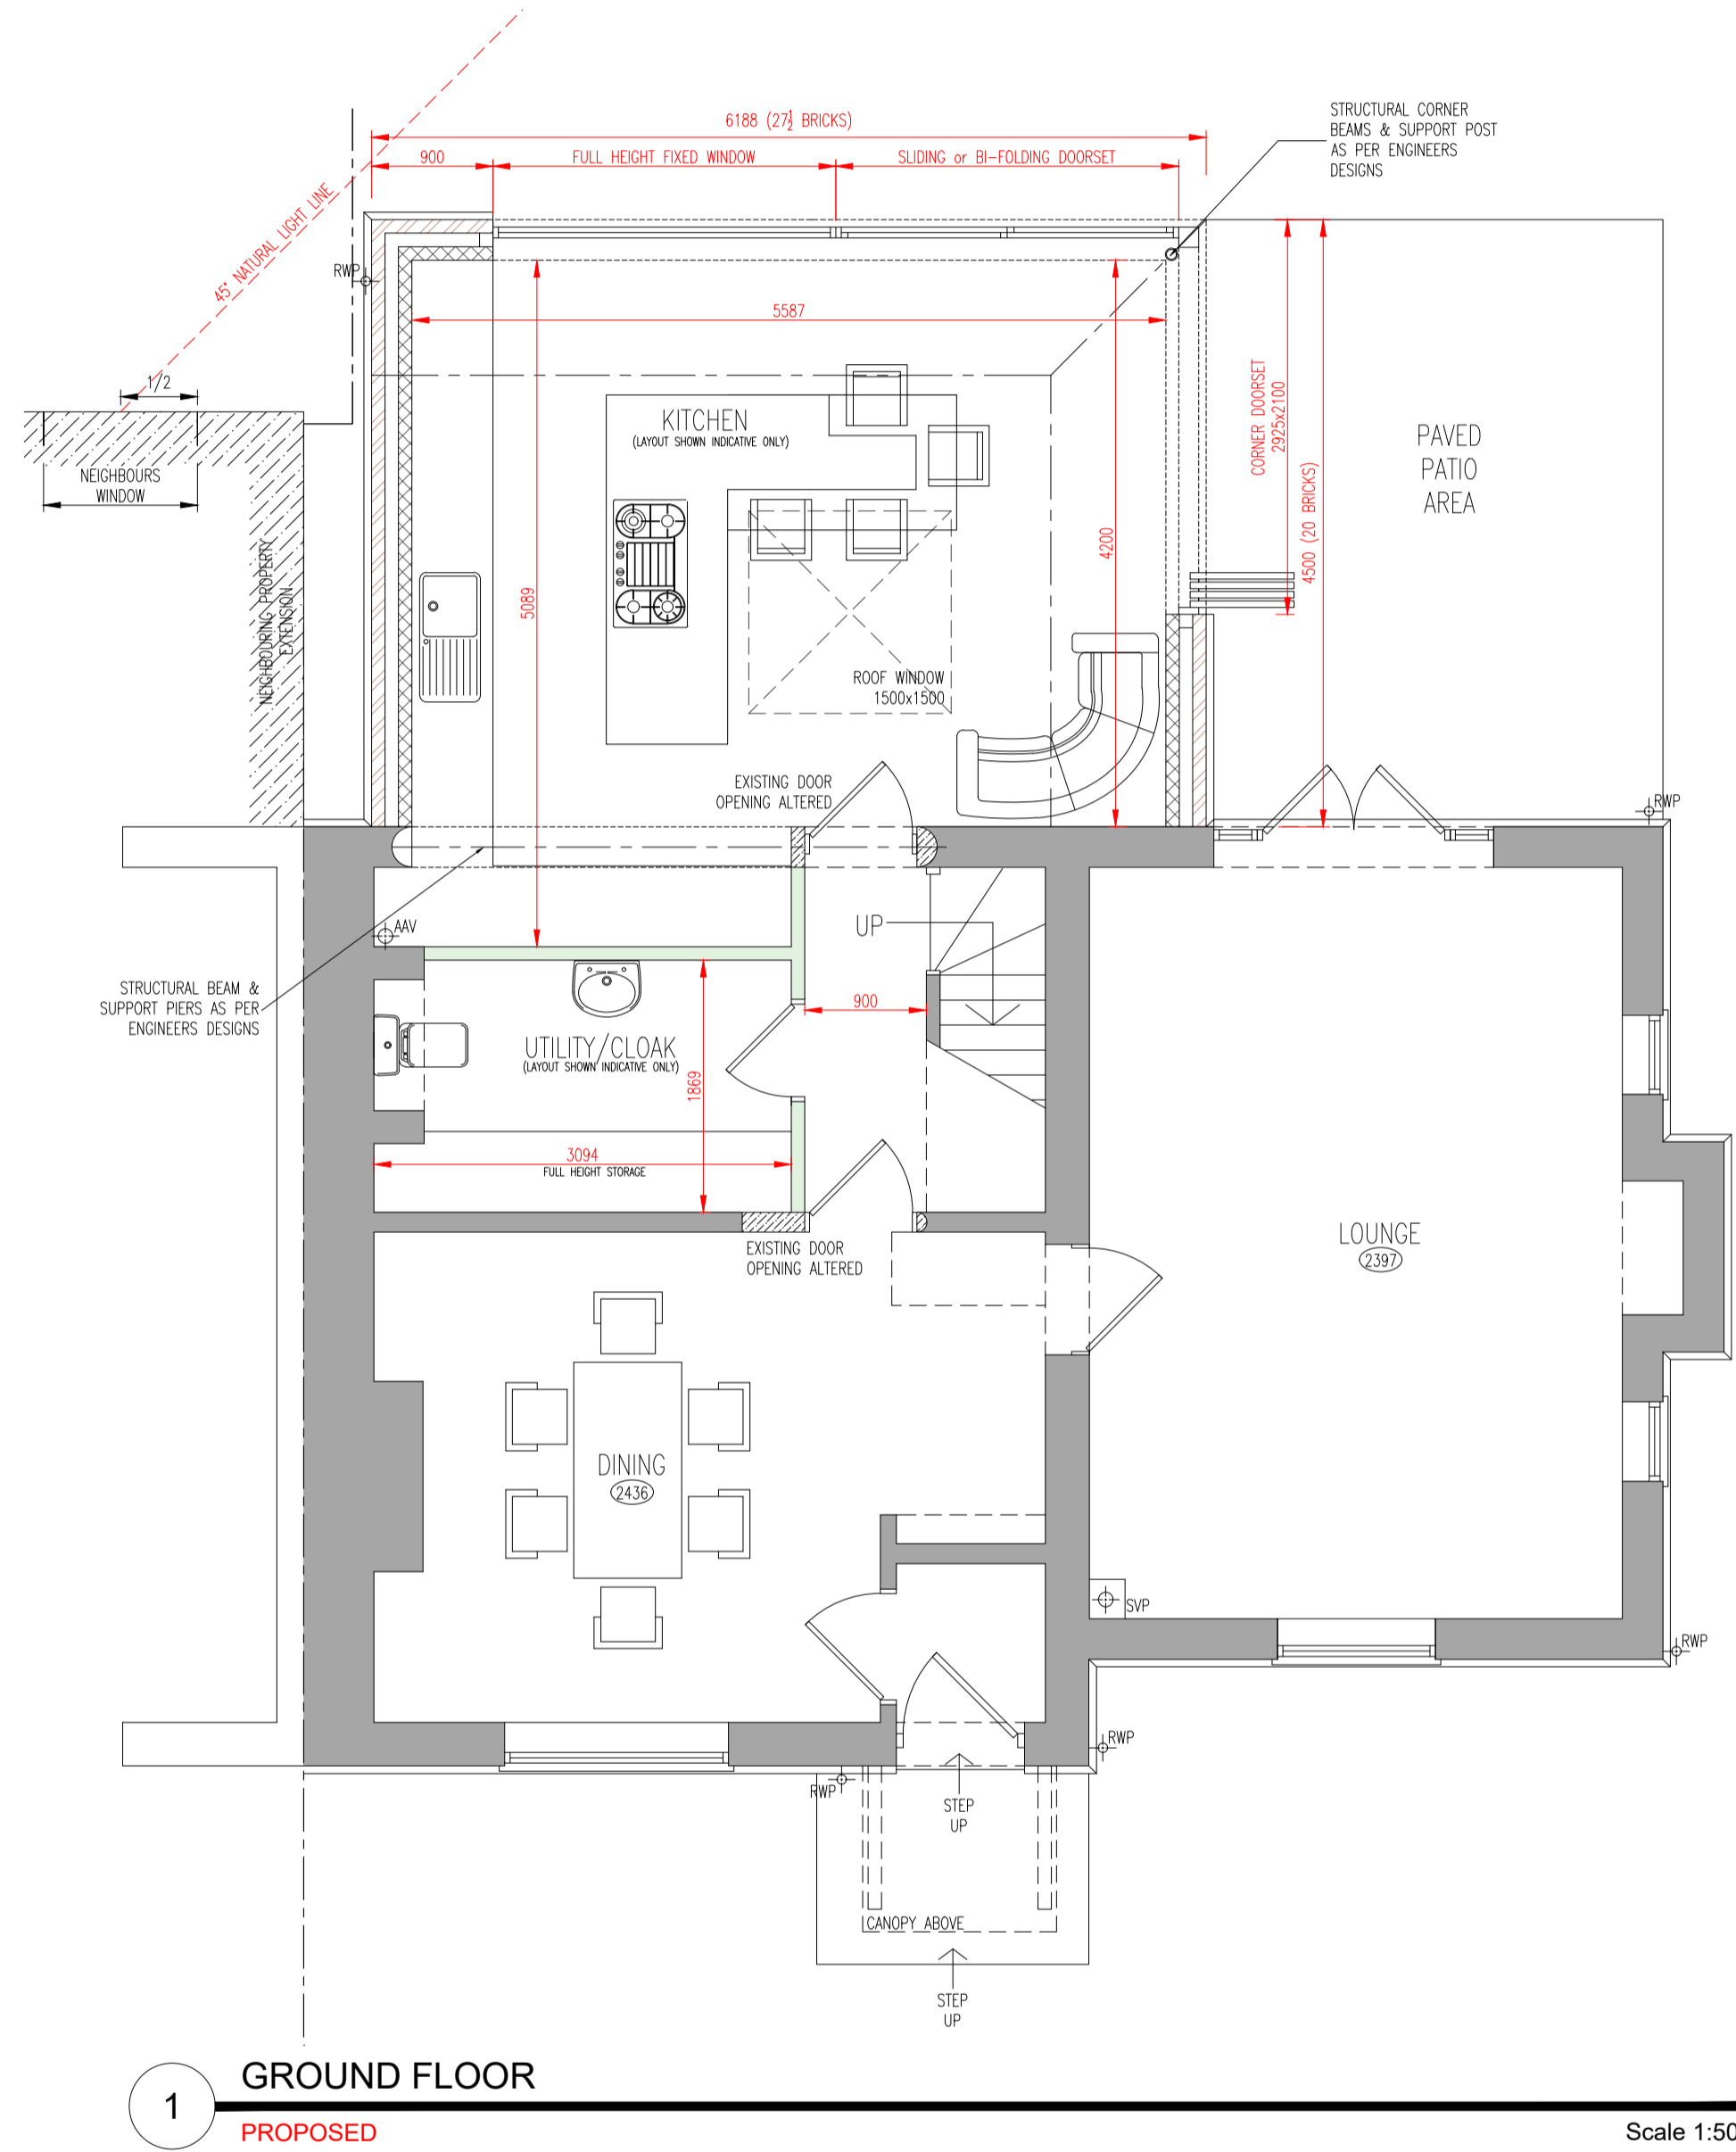 6188 (27½ BRICKS)
900
FULL HEIGHT FIXED WINDOW
SLIDING or BI-FOLDING DOORSET
STRUCTURAL CORNER
BEAMS & SUPPORT POST
AS PER ENGINEERS
DESIGNS
45° NATURAL LIGHT LINE
RWP
5587
1/2
NEIGHBOURS
WINDOW
NEIGHBOURING PROPERTY
EXTENSION
KITCHEN
(LAYOUT SHOWN INDICATIVE ONLY)
CORNER DOORSET
2925x2100
4500 (20 BRICKS)
PAVED
PATIO
AREA
5089
4200
ROOF WINDOW
1500x1500
EXISTING DOOR
OPENING ALTERED
RWP
AAV
UP
STRUCTURAL BEAM &
SUPPORT PIERS AS PER
ENGINEERS DESIGNS
900
UTILITY/CLOAK
(LAYOUT SHOWN INDICATIVE ONLY)
1869
3094
FULL HEIGHT STORAGE
EXISTING DOOR
OPENING ALTERED
LOUNGE
2397
DINING
2436
SVP
RWP
RWP
RWP
STEP
UP
CANOPY ABOVE
STEP
UP
1
GROUND FLOOR
PROPOSED
Scale 1:50